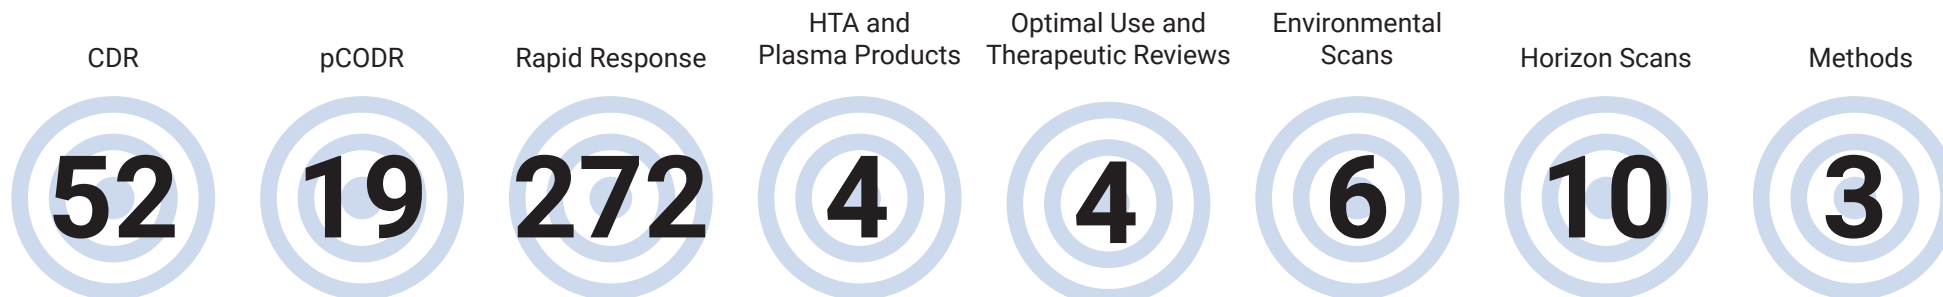 CDR
52
pCODR
19
Rapid Response
272
HTA and
Plasma Products
4
Optimal Use and
Therapeutic Reviews
4
Environmental
Scans
6
Horizon Scans
10
Methods
3